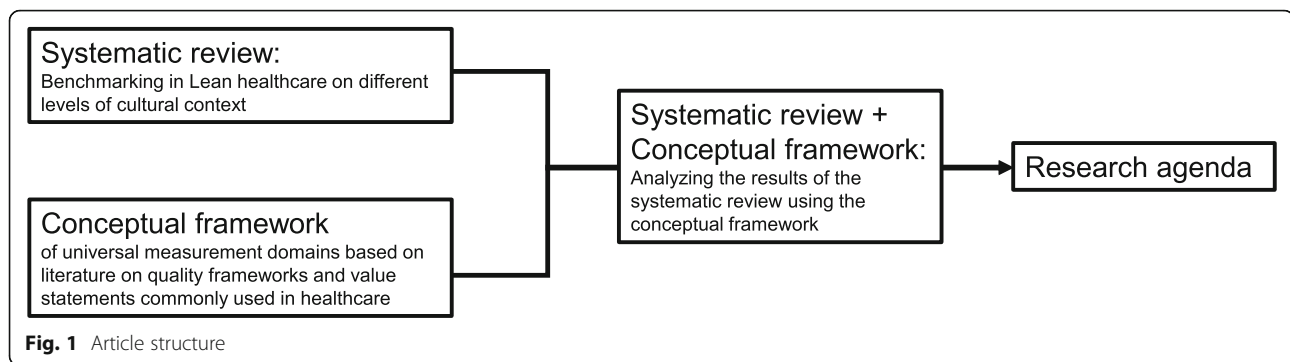 Systematic review:
Benchmarking in Lean healthcare on different
levels of cultural context
Conceptual framework
of universal measurement domains based on
literature on quality frameworks and value
statements commonly used in healthcare
Systematic review +
Conceptual framework:
Analyzing the results of the
systematic review using the
conceptual framework
Research agenda
Fig. 1 Article structure